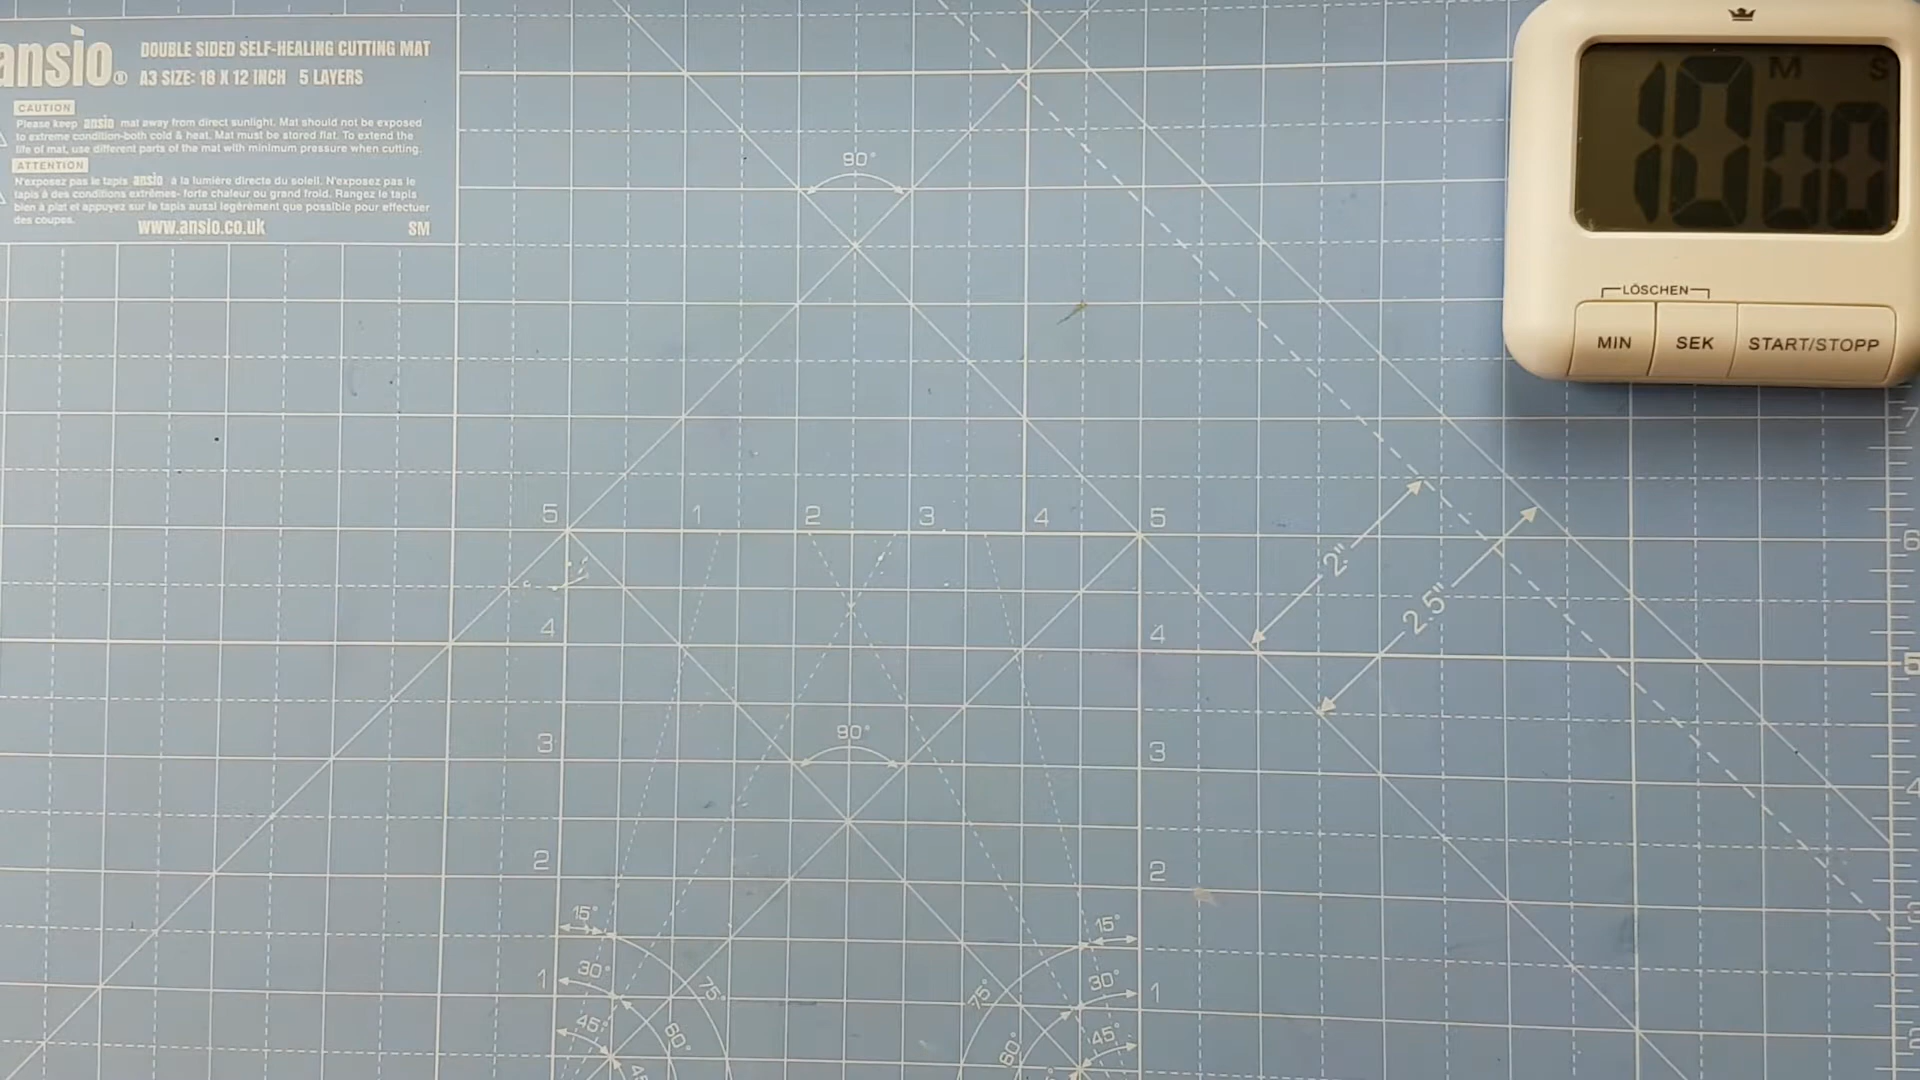 ansio® DOUBLE SIDED SELF-HEALING CUTTING MAT
A3 SIZE: 18 X 12 INCH 5 LAYERS
CAUTION
Please keep ansio mat away from direct sunlight. Mat should not be exposed
to extreme condition-both cold & heat. Mat must be stored flat. To extend the
life of mat, use different parts of the mat with minimum pressure when cutting.
ATTENTION
N'exposez pas le tapis ansio à la lumière directe du soleil. N'exposez pas le
tapis à des conditions extrêmes- forte chaleur ou grand froid. Rangez le tapis
bien à plat et appuyez sur le tapis aussi legèrement que possible pour effectuer
des coupes.
www.ansio.co.uk SM
M S
10 00
LÖSCHEN
MIN SEK START/STOPP
90°
7
5 1 2 3 4 5
6
2"
2.5"
4 4
5
3 90° 3
4
2 2
15° 15°
3
1 30° 75° 75° 30° 1
45° 60° 60° 45°
2